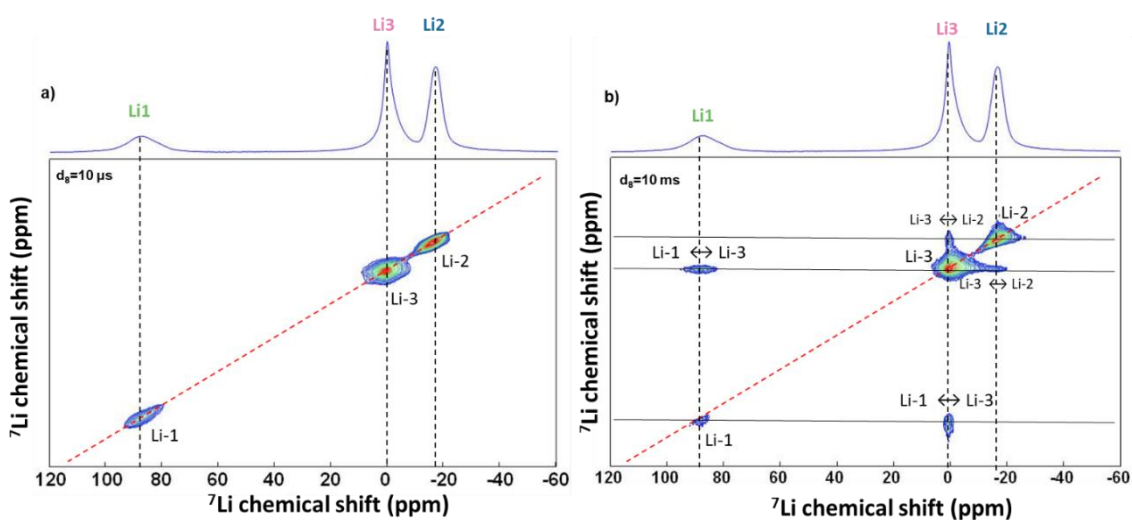 Li3 Li2
a)
Li1
d₈=10 µs
Li-2
Li-3
Li-1
⁷Li chemical shift (ppm)
120 100 80 60 40 20 0 -20 -40 -60
⁷Li chemical shift (ppm)
Li3 Li2
b)
Li1
d₈=10 ms
Li-3 ↔ Li-2
Li-2
Li-1 ↔ Li-3
Li-3
Li-3 ↔ Li-2
Li-1 ↔ Li-3
Li-1
⁷Li chemical shift (ppm)
120 100 80 60 40 20 0 -20 -40 -60
⁷Li chemical shift (ppm)